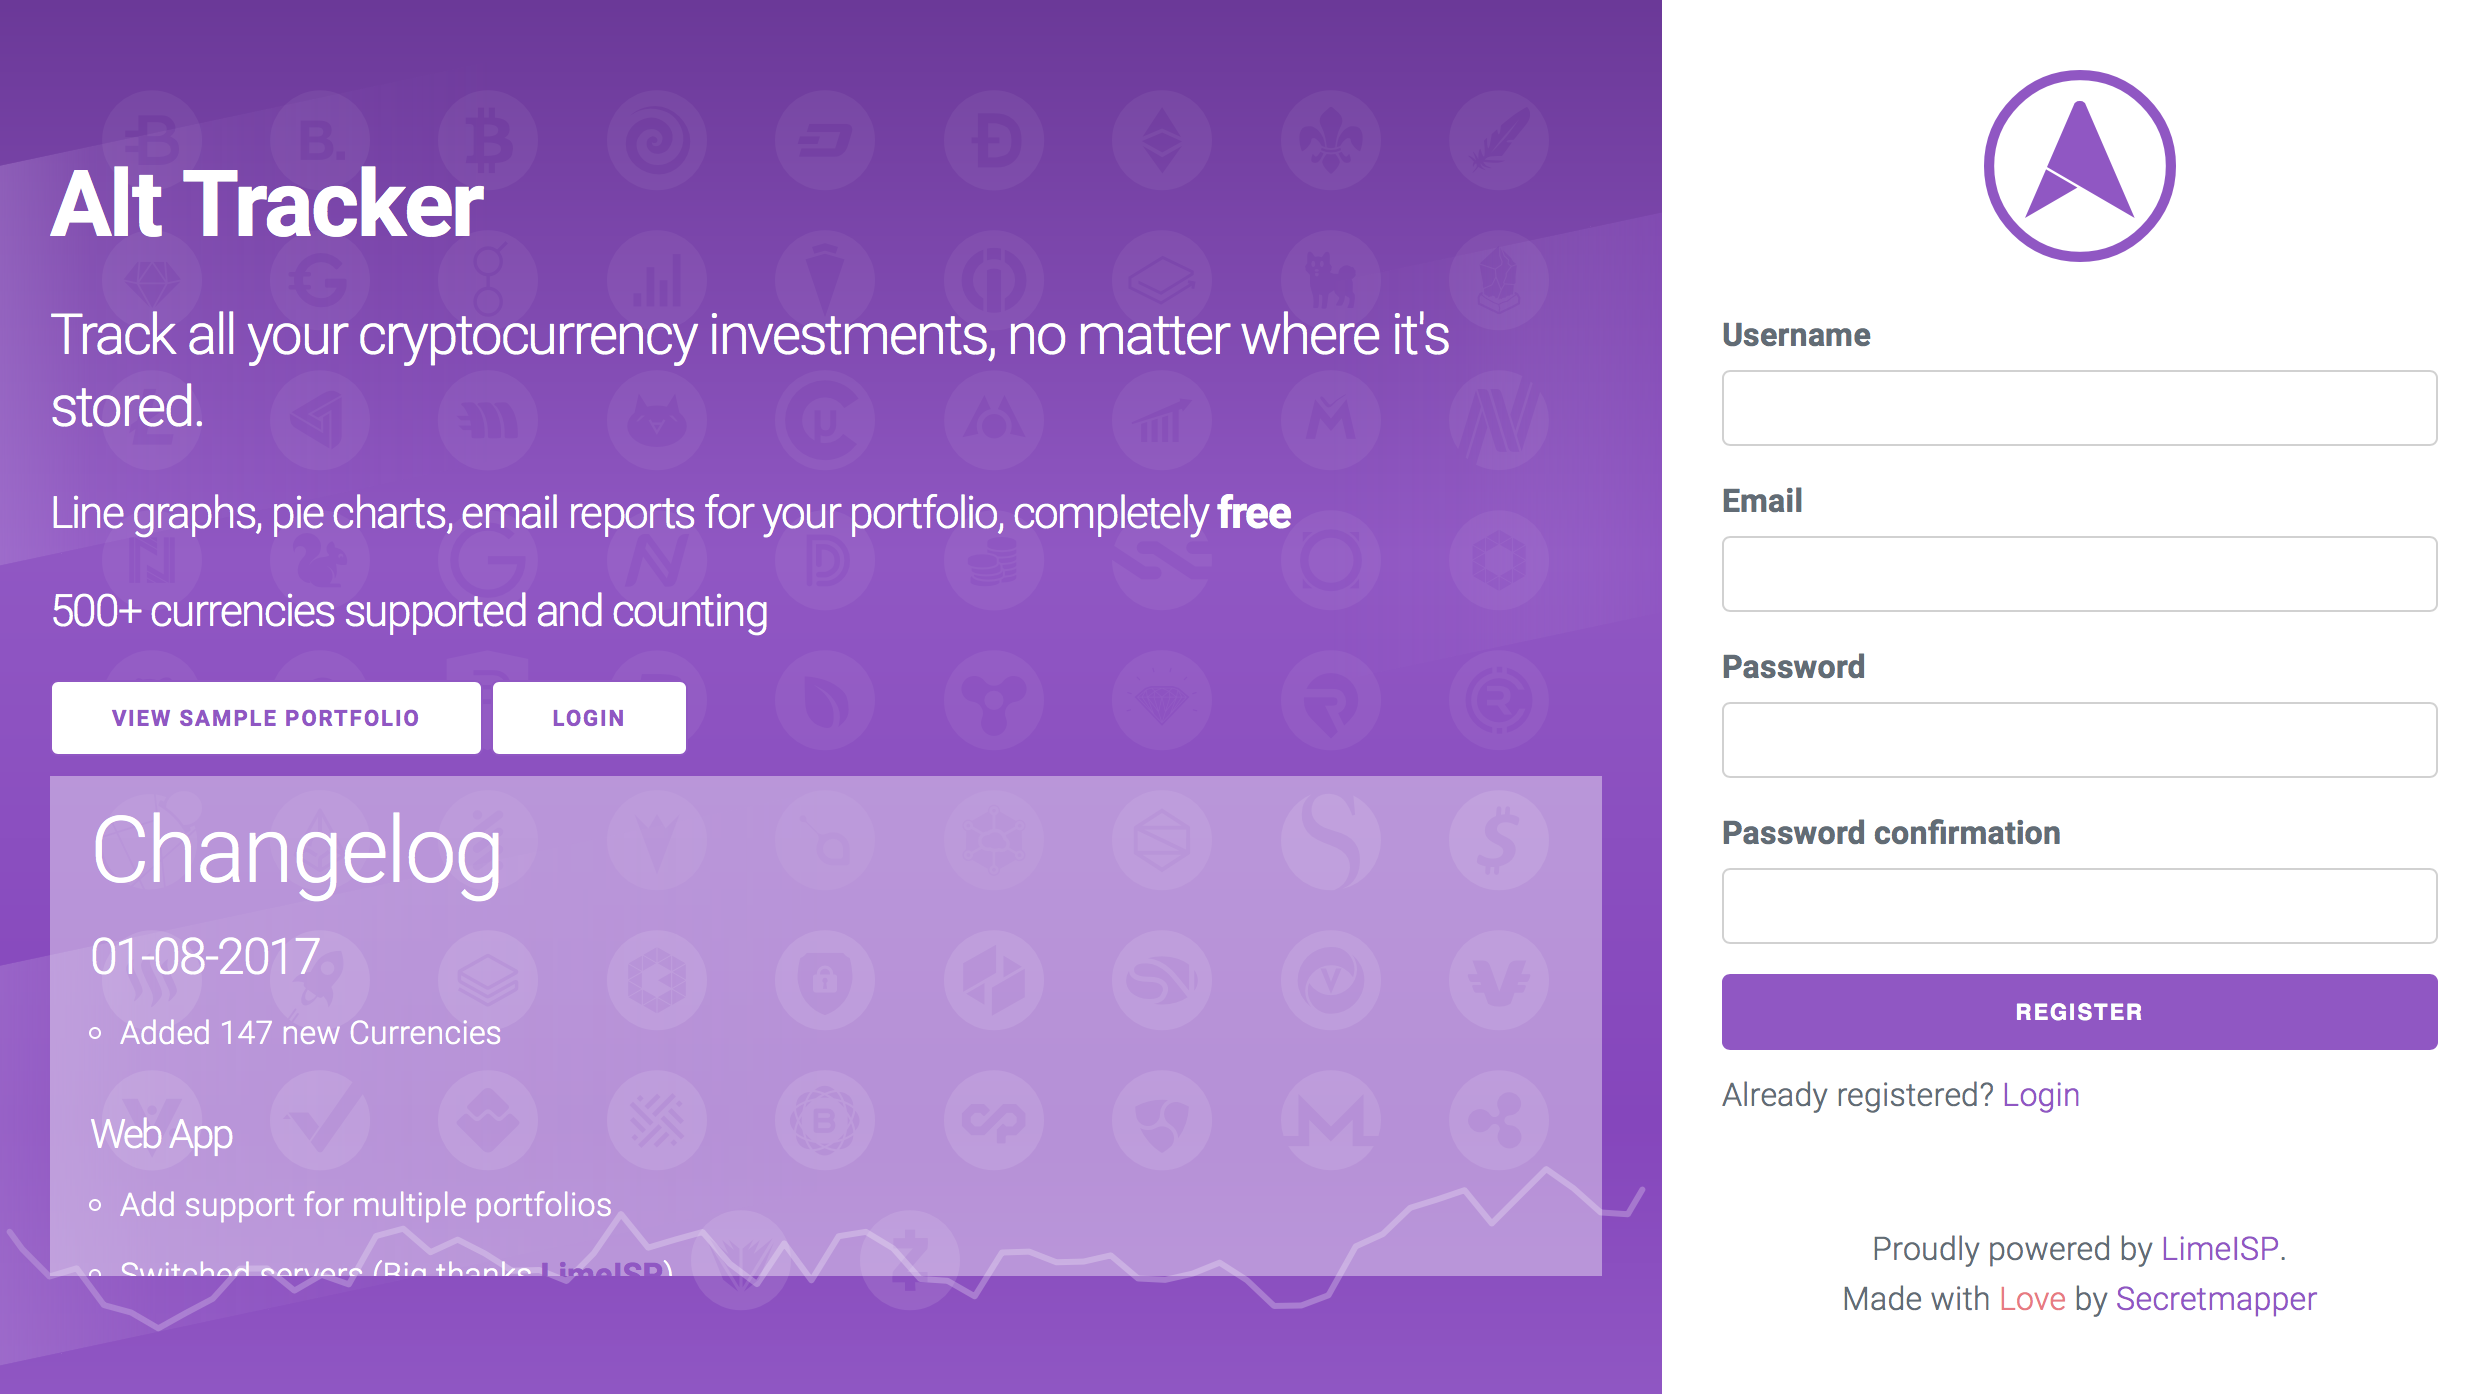 Alt Tracker
Track all your cryptocurrency investments, no matter where it's
stored.
Line graphs, pie charts, email reports for your portfolio, completely free
500+ currencies supported and counting
VIEW SAMPLE PORTFOLIO
LOGIN
Changelog
01-08-2017
Added 147 new Currencies
Web App
Add support for multiple portfolios
Switched servers (Big thanks LimeISP)
Username
Email
Password
Password confirmation
REGISTER
Already registered? Login
Proudly powered by LimeISP.
Made with Love by Secretmapper